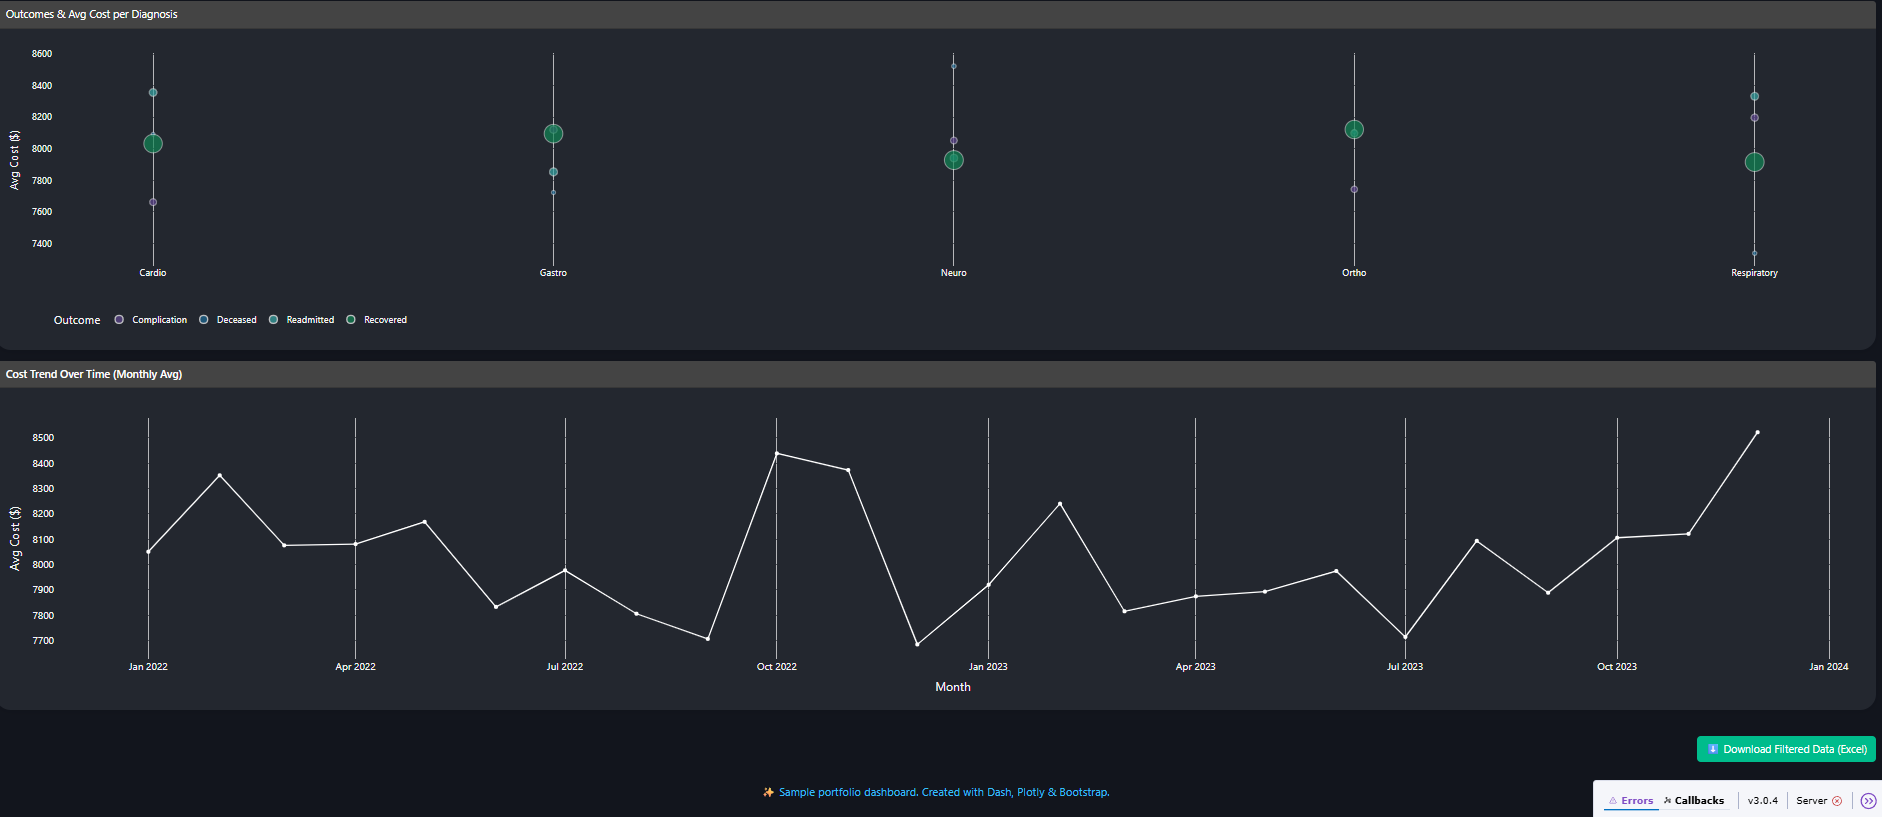 Outcomes & Avg Cost per Diagnosis
8600
8400
8200
8000
7800
7600
7400
Avg Cost ($)
Cardio Gastro Neuro Ortho Respiratory
Outcome Complication Deceased Readmitted Recovered
Cost Trend Over Time (Monthly Avg)
8500
8400
8300
8200
8100
8000
7900
7800
7700
Avg Cost ($)
Jan 2022 Apr 2022 Jul 2022 Oct 2022 Jan 2023 Apr 2023 Jul 2023 Oct 2023 Jan 2024
Month
Download Filtered Data (Excel)
✨ Sample portfolio dashboard. Created with Dash, Plotly & Bootstrap.
Errors Callbacks v3.0.4 Server